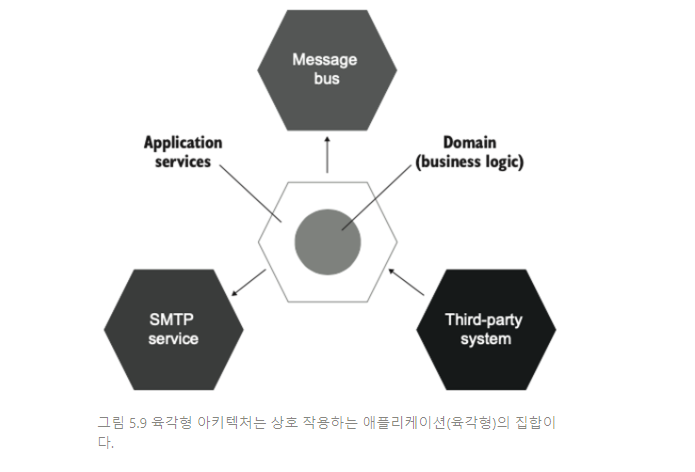 Message
bus
Application
services
Domain
(business logic)
SMTP
service
Third-party
system
그림 5.9 육각형 아키텍처는 상호 작용하는 애플리케이션(육각형)의 집합이
다.